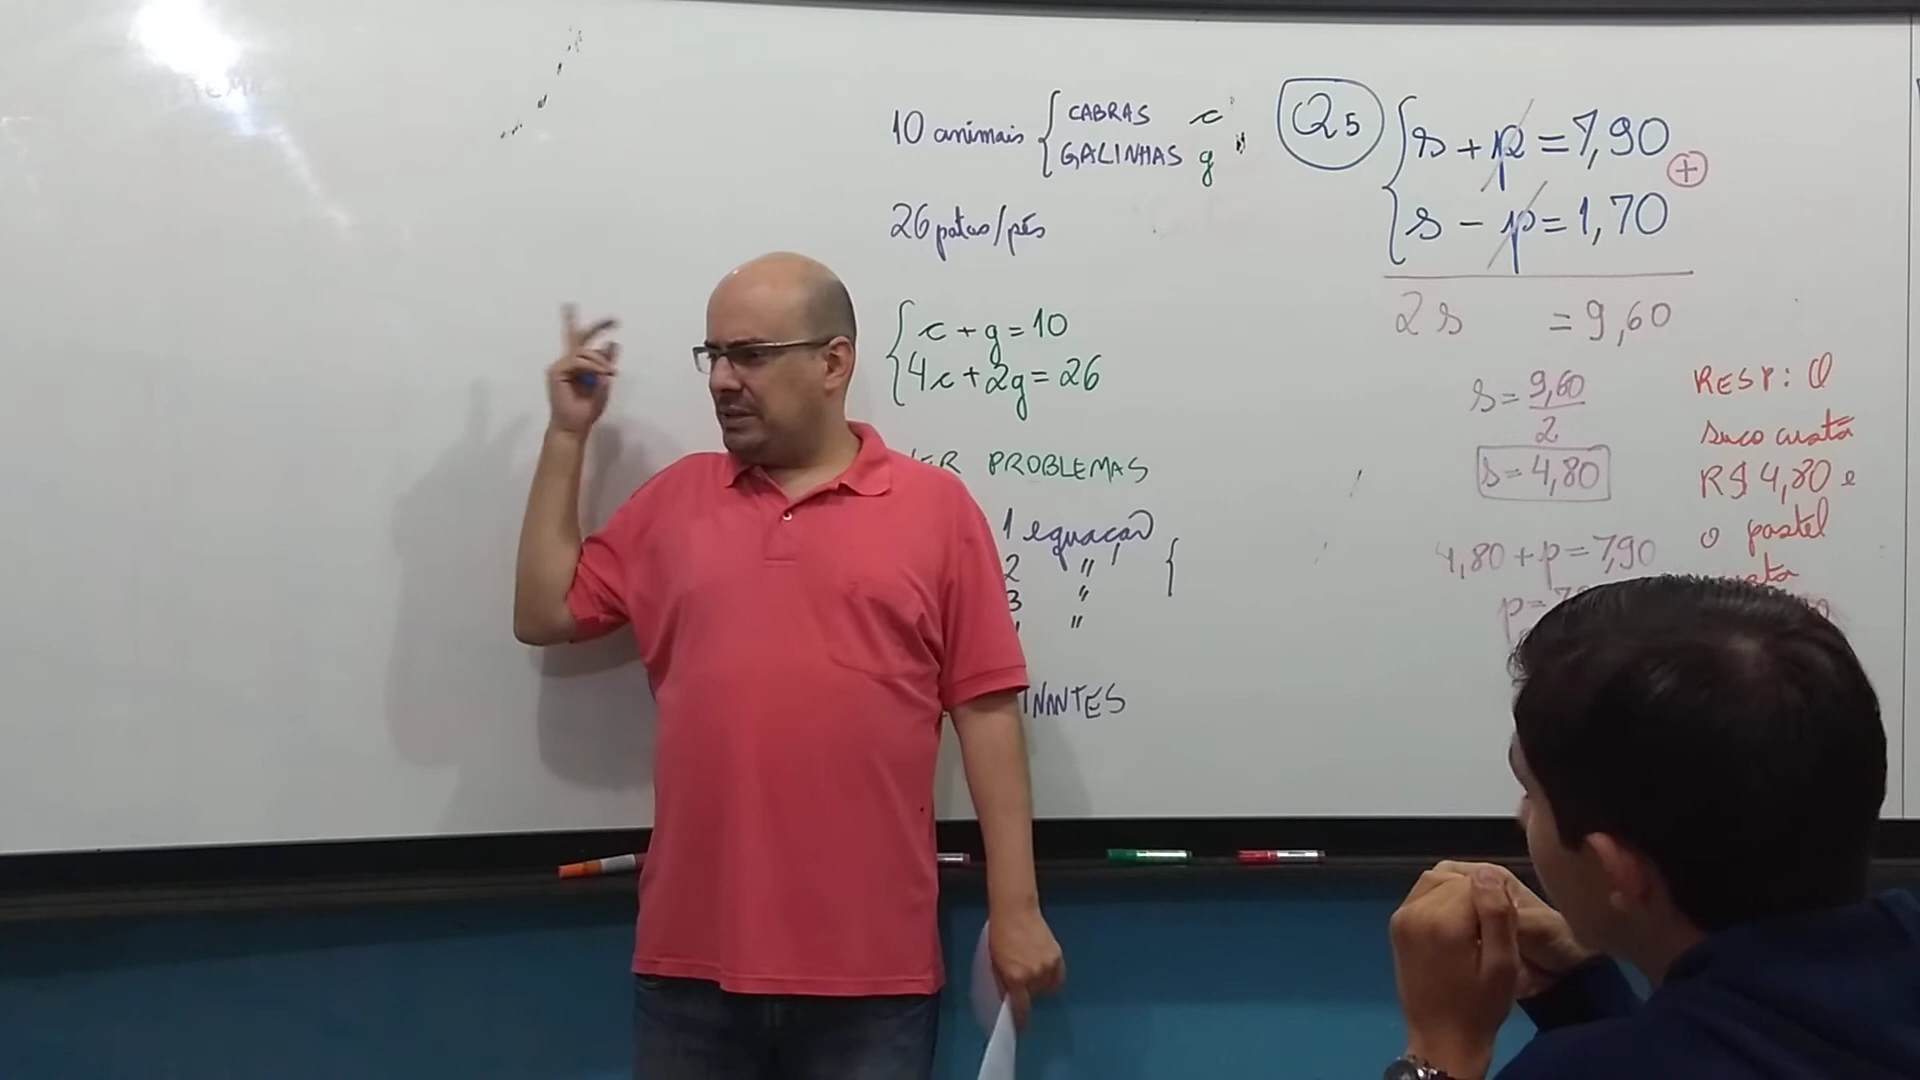 10 animais { CABRAS c
GALINHAS g
26 patas/pés
{ c + g = 10
4c + 2g = 26
PROBLEMAS
1 equação
2 " {
3 "
"
Q5
{ s + p = 7,90
s - p = 1,70
+
2s = 9,60
s = 9,60
2
s = 4,80
4,80 + p = 7,90
p = 7
RESP: O
suco custa
R$ 4,80 e
o pastel